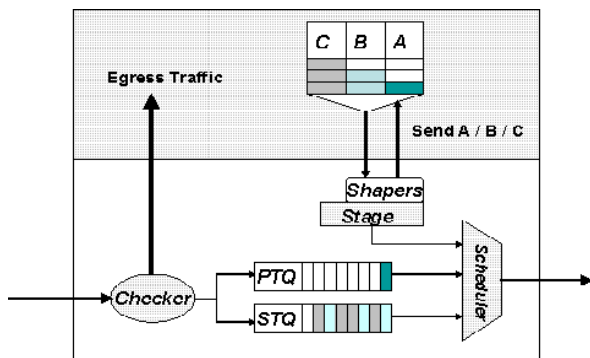 C B A
Egress Traffic
Send A / B / C
Shapers
Stage
Scheduler
PTQ
Checker
STQ